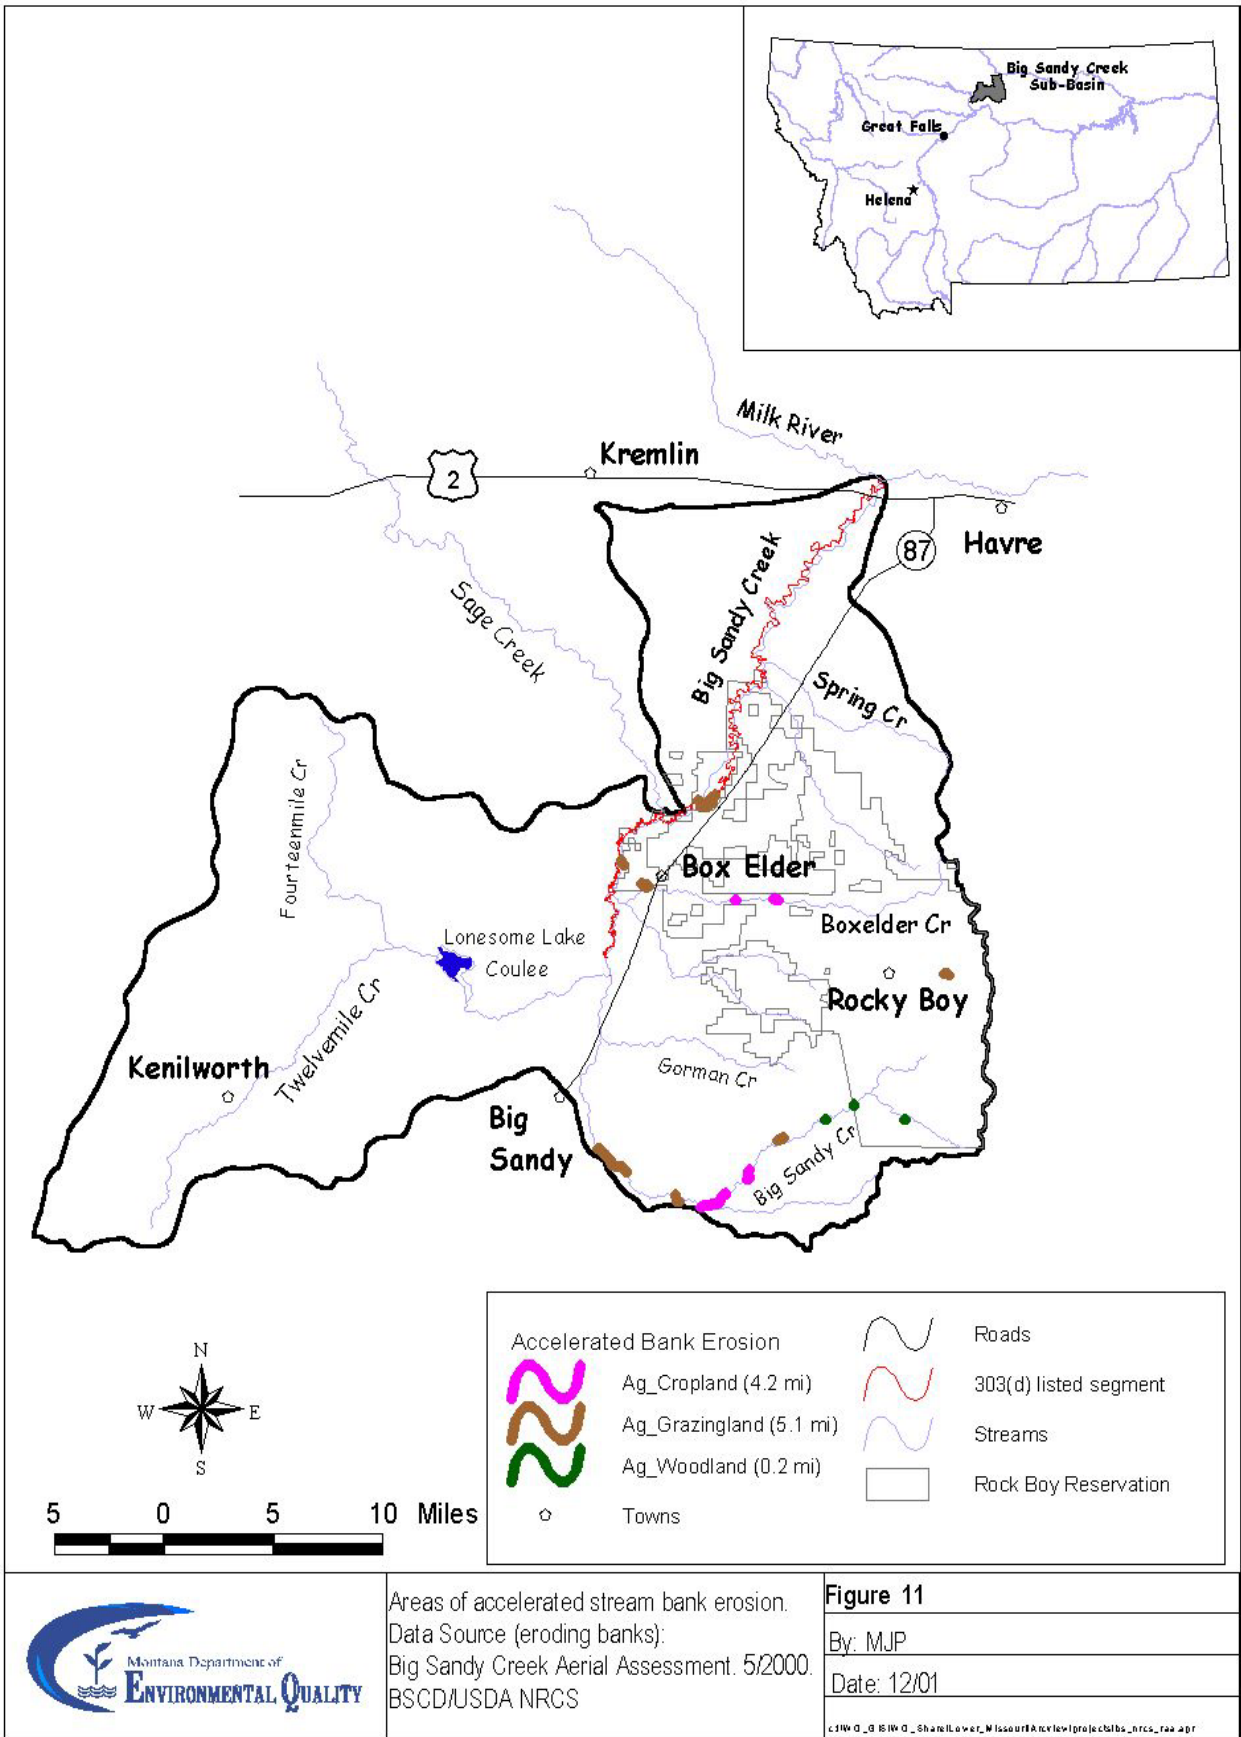 Big Sandy Creek
Sub-Basin
Great Falls
Helena
Milk River
Kremlin
2
Havre
87
Sage Creek
Big Sandy Creek
Spring Cr
Fourteenmile Cr
Box Elder
Boxelder Cr
Lonesome Lake
Coulee
Rocky Boy
Twelvemile Cr
Kenilworth
Gorman Cr
Big
Sandy
Big Sandy Cr
N
W
E
S
5 0 5 10 Miles
Accelerated Bank Erosion
Ag_Cropland (4.2 mi)
Ag_Grazingland (5.1 mi)
Ag_Woodland (0.2 mi)
Towns
Roads
303(d) listed segment
Streams
Rock Boy Reservation
Montana Department of
ENVIRONMENTAL QUALITY
Areas of accelerated stream bank erosion.
Data Source (eroding banks):
Big Sandy Creek Aerial Assessment. 5/2000.
BSCD/USDA NRCS
Figure 11
By: MJP
Date: 12/01